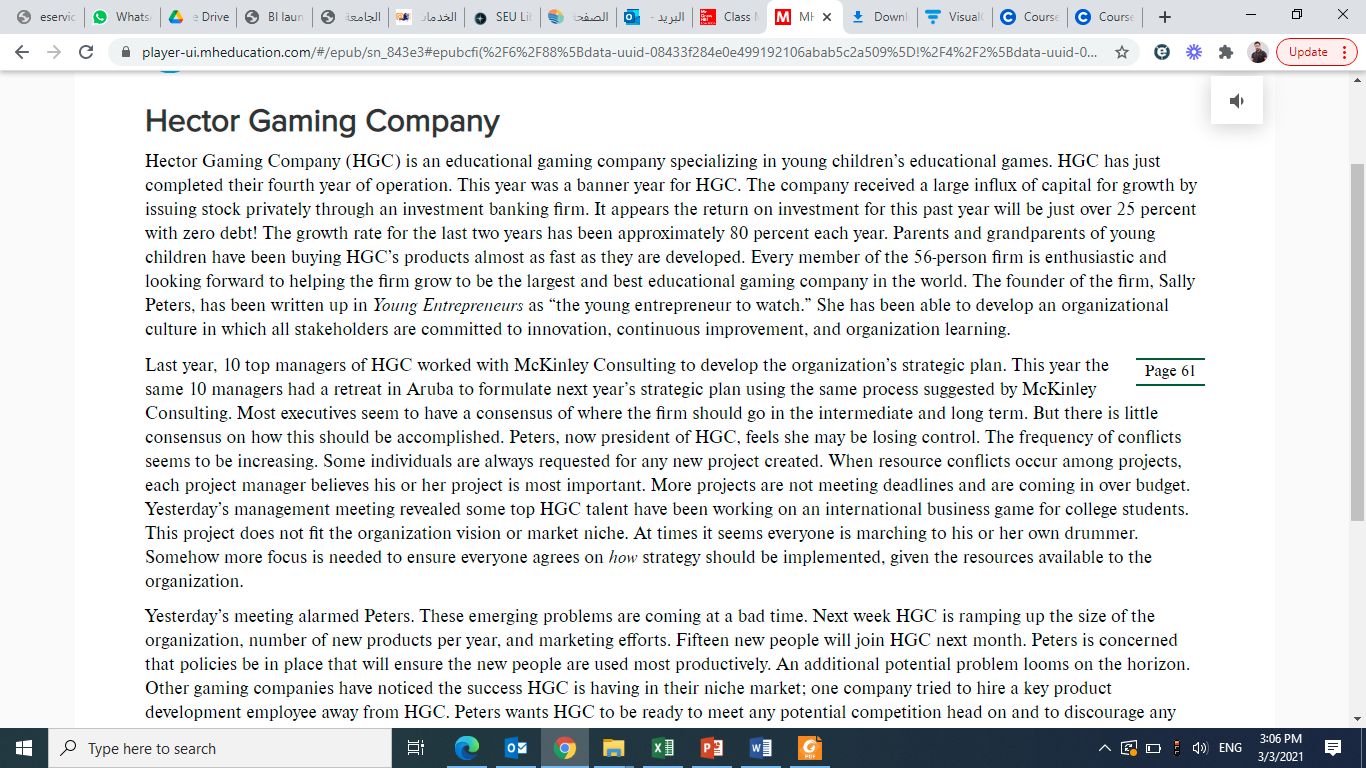 eservic
Whats
e Drive
BI laun
الجامعة
الخدمات
SEU Li
الصفحة
البريد -
Class
M
Downl
Visual
Course
Course
player-ui.mheducation.com/#/epub/sn_843e3#epubcfi(%2F6%2F88%5Bdata-uuid-08433f284e0e499192106abab5c2a509%5D!%2F4%2F2%5Bdata-uuid-0...
Update
Hector Gaming Company
Hector Gaming Company (HGC) is an educational gaming company specializing in young children’s educational games. HGC has just
completed their fourth year of operation. This year was a banner year for HGC. The company received a large influx of capital for growth by
issuing stock privately through an investment banking firm. It appears the return on investment for this past year will be just over 25 percent
with zero debt! The growth rate for the last two years has been approximately 80 percent each year. Parents and grandparents of young
children have been buying HGC’s products almost as fast as they are developed. Every member of the 56-person firm is enthusiastic and
looking forward to helping the firm grow to be the largest and best educational gaming company in the world. The founder of the firm, Sally
Peters, has been written up in Young Entrepreneurs as “the young entrepreneur to watch.” She has been able to develop an organizational
culture in which all stakeholders are committed to innovation, continuous improvement, and organization learning.
Last year, 10 top managers of HGC worked with McKinley Consulting to develop the organization’s strategic plan. This year the
Page 61
same 10 managers had a retreat in Aruba to formulate next year’s strategic plan using the same process suggested by McKinley
Consulting. Most executives seem to have a consensus of where the firm should go in the intermediate and long term. But there is little
consensus on how this should be accomplished. Peters, now president of HGC, feels she may be losing control. The frequency of conflicts
seems to be increasing. Some individuals are always requested for any new project created. When resource conflicts occur among projects,
each project manager believes his or her project is most important. More projects are not meeting deadlines and are coming in over budget.
Yesterday’s management meeting revealed some top HGC talent have been working on an international business game for college students.
This project does not fit the organization vision or market niche. At times it seems everyone is marching to his or her own drummer.
Somehow more focus is needed to ensure everyone agrees on how strategy should be implemented, given the resources available to the
organization.
Yesterday’s meeting alarmed Peters. These emerging problems are coming at a bad time. Next week HGC is ramping up the size of the
organization, number of new products per year, and marketing efforts. Fifteen new people will join HGC next month. Peters is concerned
that policies be in place that will ensure the new people are used most productively. An additional potential problem looms on the horizon.
Other gaming companies have noticed the success HGC is having in their niche market; one company tried to hire a key product
development employee away from HGC. Peters wants HGC to be ready to meet any potential competition head on and to discourage any
Type here to search
ENG
3:06 PM
3/3/2021